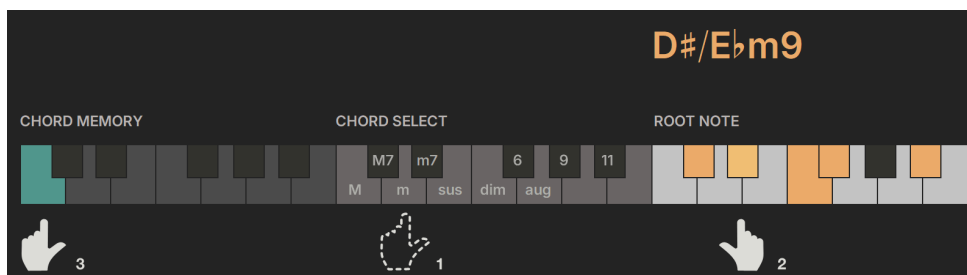 D♯/E♭m9
CHORD MEMORY
CHORD SELECT
ROOT NOTE
M7 m7 6 9 11
M m sus dim aug
3 1 2